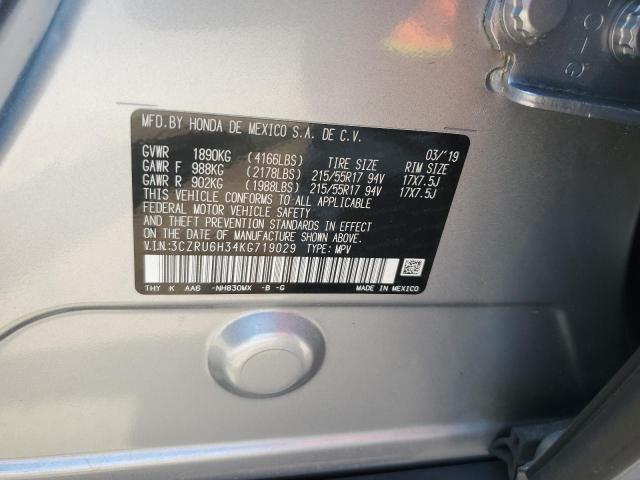 MFD.BY HONDA DE MEXICO S.A. DE C.V.
03/'19
GVWR 1890KG (4166LBS) TIRE SIZE RIM SIZE
GAWR F 988KG (2178LBS) 215/55R17 94V 17X7.5J
GAWR R 902KG (1988LBS) 215/55R17 94V 17X7.5J
THIS VEHICLE CONFORMS TO ALL APPLICABLE
FEDERAL MOTOR VEHICLE SAFETY
AND THEFT PREVENTION STANDARDS IN EFFECT
ON THE DATE OF MANUFACTURE SHOWN ABOVE.
V.I.N:3CZRU6H34KG719029 TYPE: MPV
THY K AA6 -NH830MX -B -G MADE IN MEXICO